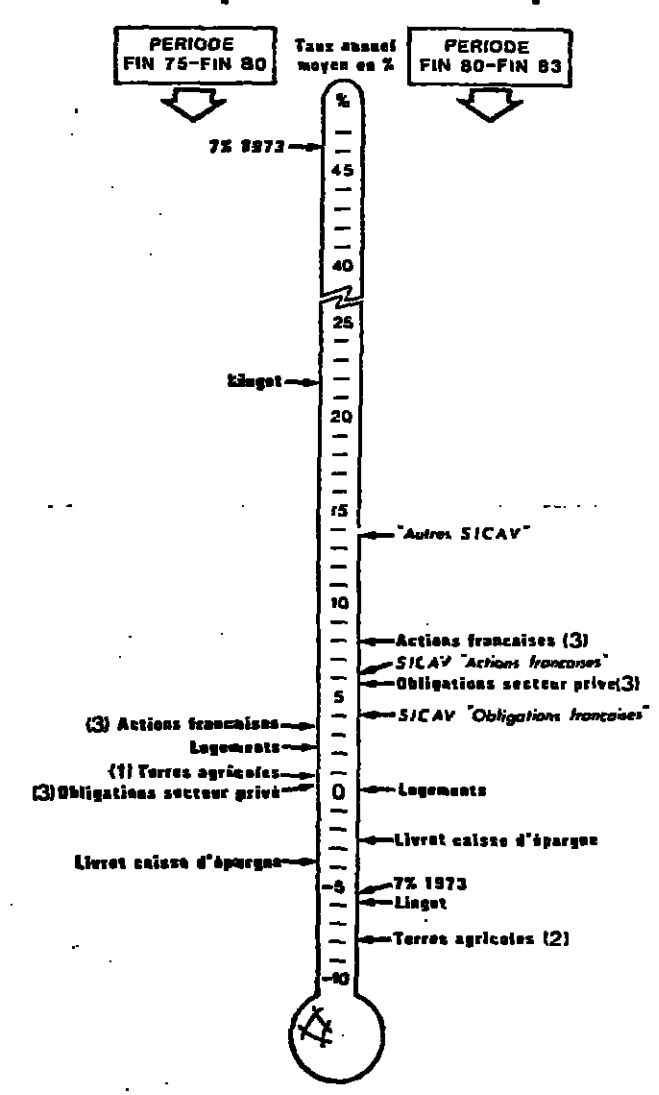 PERIODE
FIN 75-FIN 80
Taux annuel
moyen en %
PERIODE
FIN 80-FIN 83
%
7% 1973
45
40
25
Lingot
20
15
"Autres SICAV"
10
Actions francaises (3)
SICAV "Actions francaises"
Obligations secteur privé(3)
5
SICAV "Obligations françaises"
(3) Actions francaises
Logements
(1) Terres agricoles
(3) Obligations secteur privé
0
Logements
Livret caisse d'épargne
Livret caisse d'épargne
-5
7% 1973
Lingot
Terres agricoles (2)
-10